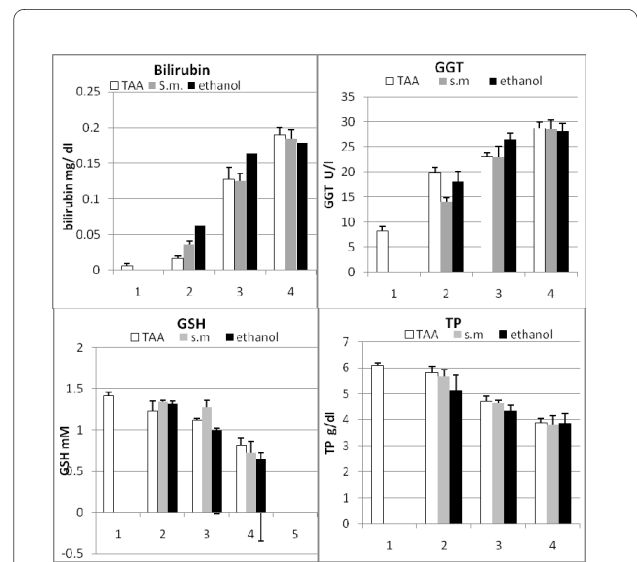 Bilirubin
TAA S.m. ethanol
bilirubin mg/ dl
0.25
0.2
0.15
0.1
0.05
0
1 2 3 4
GGT
TAA s.m ethanol
GGT U/l
35
30
25
20
15
10
5
0
1 2 3 4
GSH
TAA s.m ethanol
GSH mM
2
1.5
1
0.5
0
-0.5
1 2 3 4 5
TP
TAA s.m ethanol
TP g/dl
7
6
5
4
3
2
1
0
1 2 3 4